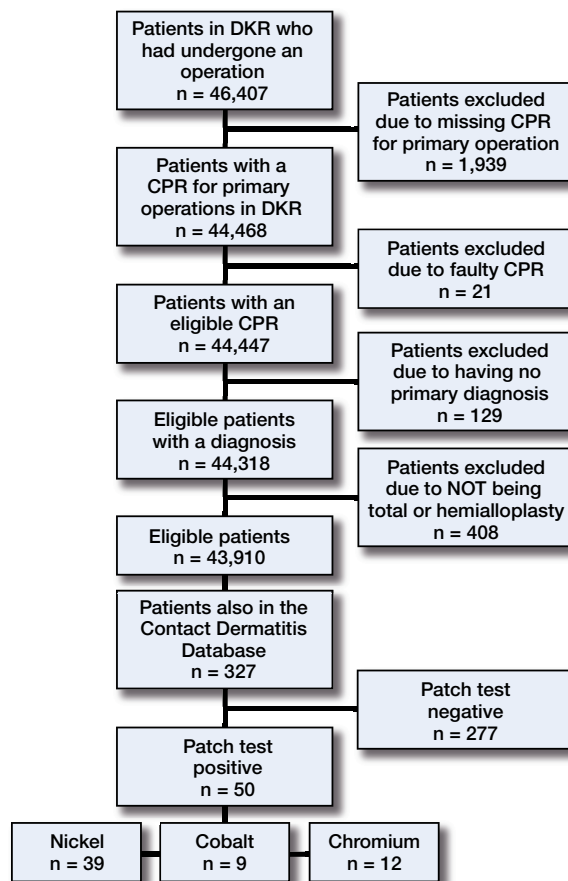 Patients in DKR who
had undergone an
operation
n = 46,407
Patients excluded
due to missing CPR
for primary operation
n = 1,939
Patients with a
CPR for primary
operations in DKR
n = 44,468
Patients excluded
due to faulty CPR
n = 21
Patients with an
eligible CPR
n = 44,447
Patients excluded
due to having no
primary diagnosis
n = 129
Eligible patients
with a diagnosis
n = 44,318
Patients excluded
due to NOT being
total or hemialloplasty
n = 408
Eligible patients
n = 43,910
Patients also in the
Contact Dermatitis
Database
n = 327
Patch test
negative
n = 277
Patch test
positive
n = 50
Nickel
n = 39
Cobalt
n = 9
Chromium
n = 12